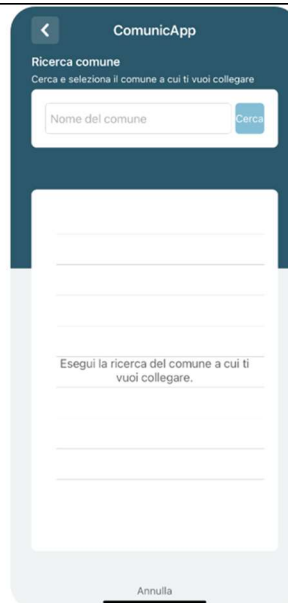 ComunicApp
Ricerca comune
Cerca e seleziona il comune a cui ti vuoi collegare
Nome del comune
Cerca
Esegui la ricerca del comune a cui ti
vuoi collegare.
Annulla